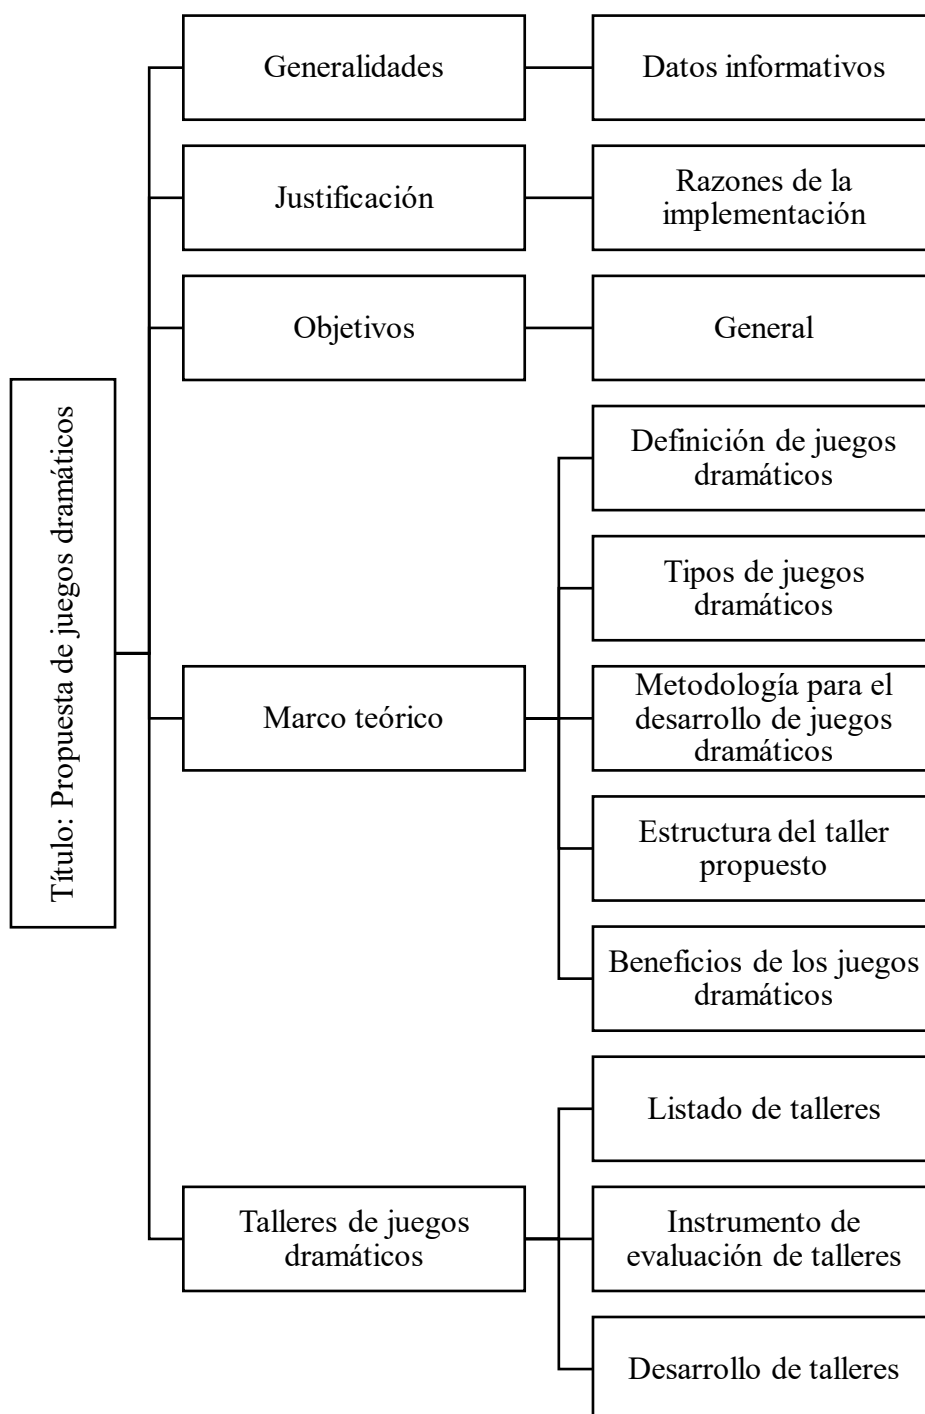 Título: Propuesta de juegos dramáticos
Generalidades
Datos informativos
Justificación
Razones de la
implementación
Objetivos
General
Marco teórico
Definición de juegos
dramáticos
Tipos de juegos
dramáticos
Metodología para el
desarrollo de juegos
dramáticos
Estructura del taller
propuesto
Beneficios de los juegos
dramáticos
Talleres de juegos
dramáticos
Listado de talleres
Instrumento de
evaluación de talleres
Desarrollo de talleres